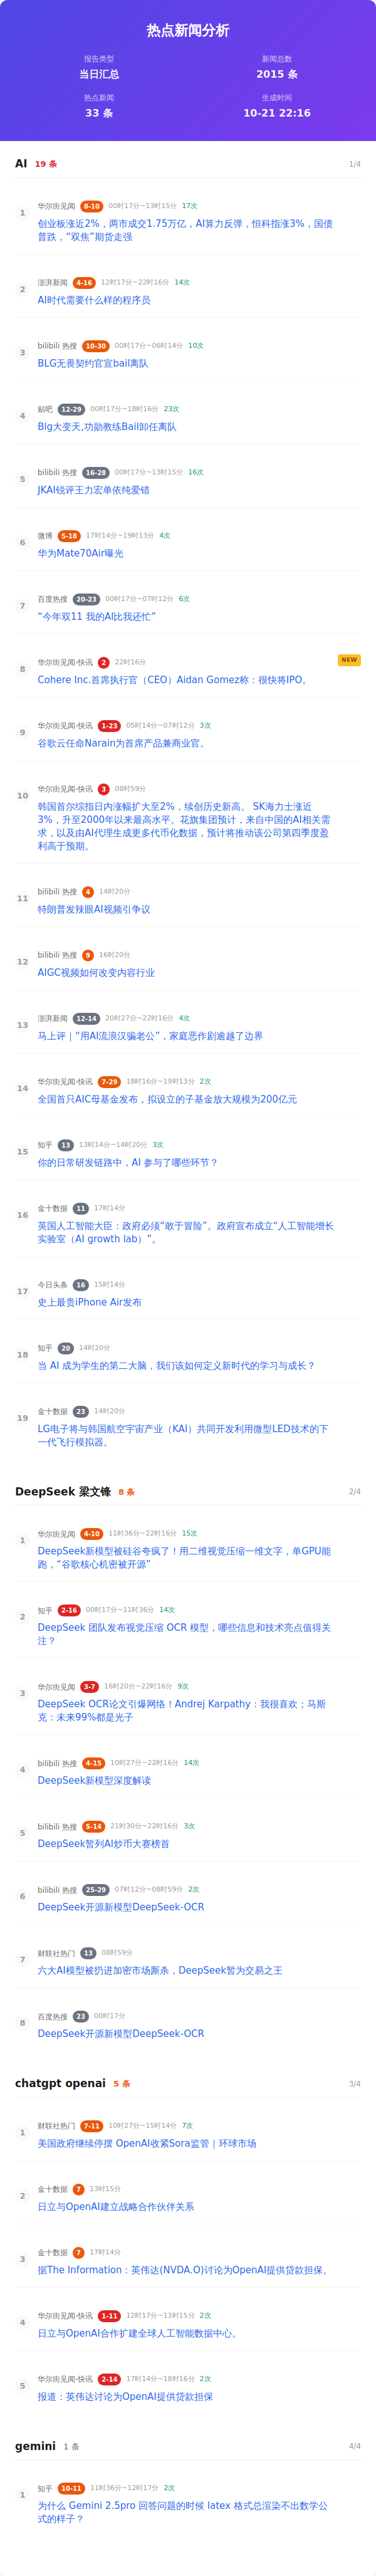 热点新闻分析
报告类型
当日汇总
新闻总数
2015 条
热点新闻
33 条
生成时间
10-21 22:16
AI 19 条 1/4
1
华尔街见闻 8-10 00时17分~13时15分 17次
创业板涨近2%，两市成交1.75万亿，AI算力反弹，恒科指涨3%，国债
普跌，“双焦”期货走强
2
澎湃新闻 4-16 12时17分~22时16分 14次
AI时代需要什么样的程序员
3
bilibili 热搜 10-30 00时17分~06时14分 10次
BLG无畏契约官宣bail离队
4
贴吧 12-29 00时17分~18时16分 23次
Blg大变天,功勋教练Bail卸任离队
5
bilibili 热搜 16-28 00时17分~13时15分 16次
JKAI锐评王力宏单依纯爱错
6
微博 5-18 17时14分~19时13分 4次
华为Mate70Air曝光
7
百度热搜 20-23 00时17分~07时12分 6次
“今年双11 我的AI比我还忙”
8
华尔街见闻-快讯 2 22时16分 NEW
Cohere Inc.首席执行官（CEO）Aidan Gomez称：很快将IPO。
9
华尔街见闻-快讯 1-23 05时14分~07时12分 3次
谷歌云任命Narain为首席产品兼商业官。
10
华尔街见闻-快讯 3 08时59分
韩国首尔综指日内涨幅扩大至2%，续创历史新高。 SK海力士涨近
3%，升至2000年以来最高水平。花旗集团预计，来自中国的AI相关需
求，以及由AI代理生成更多代币化数据，预计将推动该公司第四季度盈
利高于预期。
11
bilibili 热搜 4 14时20分
特朗普发辣眼AI视频引争议
12
bilibili 热搜 9 16时20分
AIGC视频如何改变内容行业
13
澎湃新闻 12-14 20时27分~22时16分 4次
马上评｜“用AI流浪汉骗老公”，家庭恶作剧逾越了边界
14
华尔街见闻-快讯 7-29 18时16分~19时13分 2次
全国首只AIC母基金发布，拟设立的子基金放大规模为200亿元
15
知乎 13 13时14分~14时20分 3次
你的日常研发链路中，AI 参与了哪些环节？
16
金十数据 11 17时14分
英国人工智能大臣：政府必须“敢于冒险”。政府宣布成立“人工智能增长
实验室（AI growth lab）”。
17
今日头条 16 15时14分
史上最贵iPhone Air发布
18
知乎 20 14时20分
当 AI 成为学生的第二大脑，我们该如何定义新时代的学习与成长？
19
金十数据 23 14时20分
LG电子将与韩国航空宇宙产业（KAI）共同开发利用微型LED技术的下
一代飞行模拟器。
DeepSeek 梁文锋 8 条 2/4
1
华尔街见闻 4-10 11时36分~22时16分 15次
DeepSeek新模型被硅谷夸疯了！用二维视觉压缩一维文字，单GPU能
跑，“谷歌核心机密被开源”
2
知乎 2-16 00时17分~11时36分 14次
DeepSeek 团队发布视觉压缩 OCR 模型，哪些信息和技术亮点值得关
注？
3
华尔街见闻 3-7 16时20分~22时16分 9次
DeepSeek OCR论文引爆网络！Andrej Karpathy：我很喜欢；马斯
克：未来99%都是光子
4
bilibili 热搜 4-15 10时27分~22时16分 14次
DeepSeek新模型深度解读
5
bilibili 热搜 5-14 21时30分~22时16分 3次
DeepSeek暂列AI炒币大赛榜首
6
bilibili 热搜 25-29 07时12分~08时59分 2次
DeepSeek开源新模型DeepSeek-OCR
7
财联社热门 13 08时59分
六大AI模型被扔进加密市场厮杀，DeepSeek暂为交易之王
8
百度热搜 23 00时17分
DeepSeek开源新模型DeepSeek-OCR
chatgpt openai 5 条 3/4
1
财联社热门 7-11 10时27分~15时14分 7次
美国政府继续停摆 OpenAI收紧Sora监管｜环球市场
2
金十数据 7 13时15分
日立与OpenAI建立战略合作伙伴关系
3
金十数据 7 17时14分
据The Information：英伟达(NVDA.O)讨论为OpenAI提供贷款担保。
4
华尔街见闻-快讯 1-11 12时17分~13时15分 2次
日立与OpenAI合作扩建全球人工智能数据中心。
5
华尔街见闻-快讯 2-14 17时14分~18时16分 2次
报道：英伟达讨论为OpenAI提供贷款担保
gemini 1 条 4/4
1
知乎 10-11 11时36分~12时17分 2次
为什么 Gemini 2.5pro 回答问题的时候 latex 格式总渲染不出数学公
式的样子？